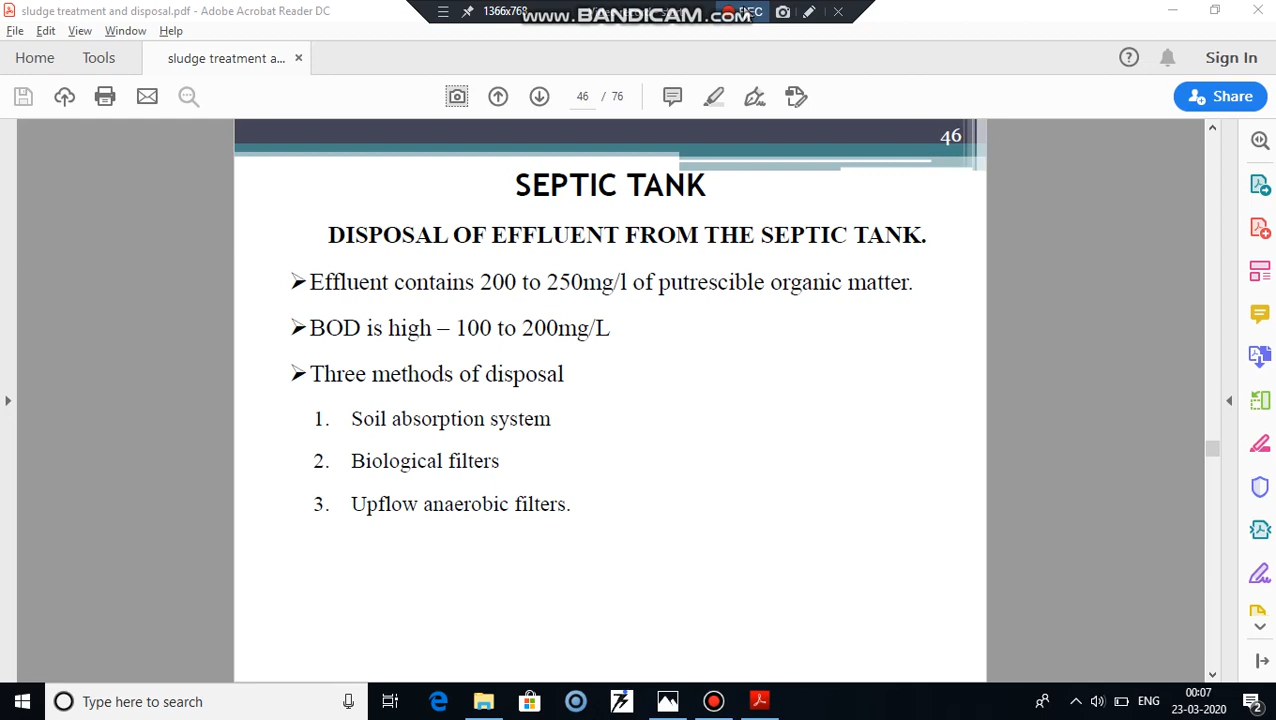 sludge treatment and disposal.pdf - Adobe Acrobat Reader DC
1366x768
www.BANDICAM.com
REC
File Edit View Window Help
Home Tools sludge treatment a... Sign In
46 / 76
Share
46
SEPTIC TANK
DISPOSAL OF EFFLUENT FROM THE SEPTIC TANK.
➢Effluent contains 200 to 250mg/l of putrescible organic matter.
➢BOD is high – 100 to 200mg/L
➢Three methods of disposal
1. Soil absorption system
2. Biological filters
3. Upflow anaerobic filters.
Type here to search
ENG
00:07
23-03-2020
2